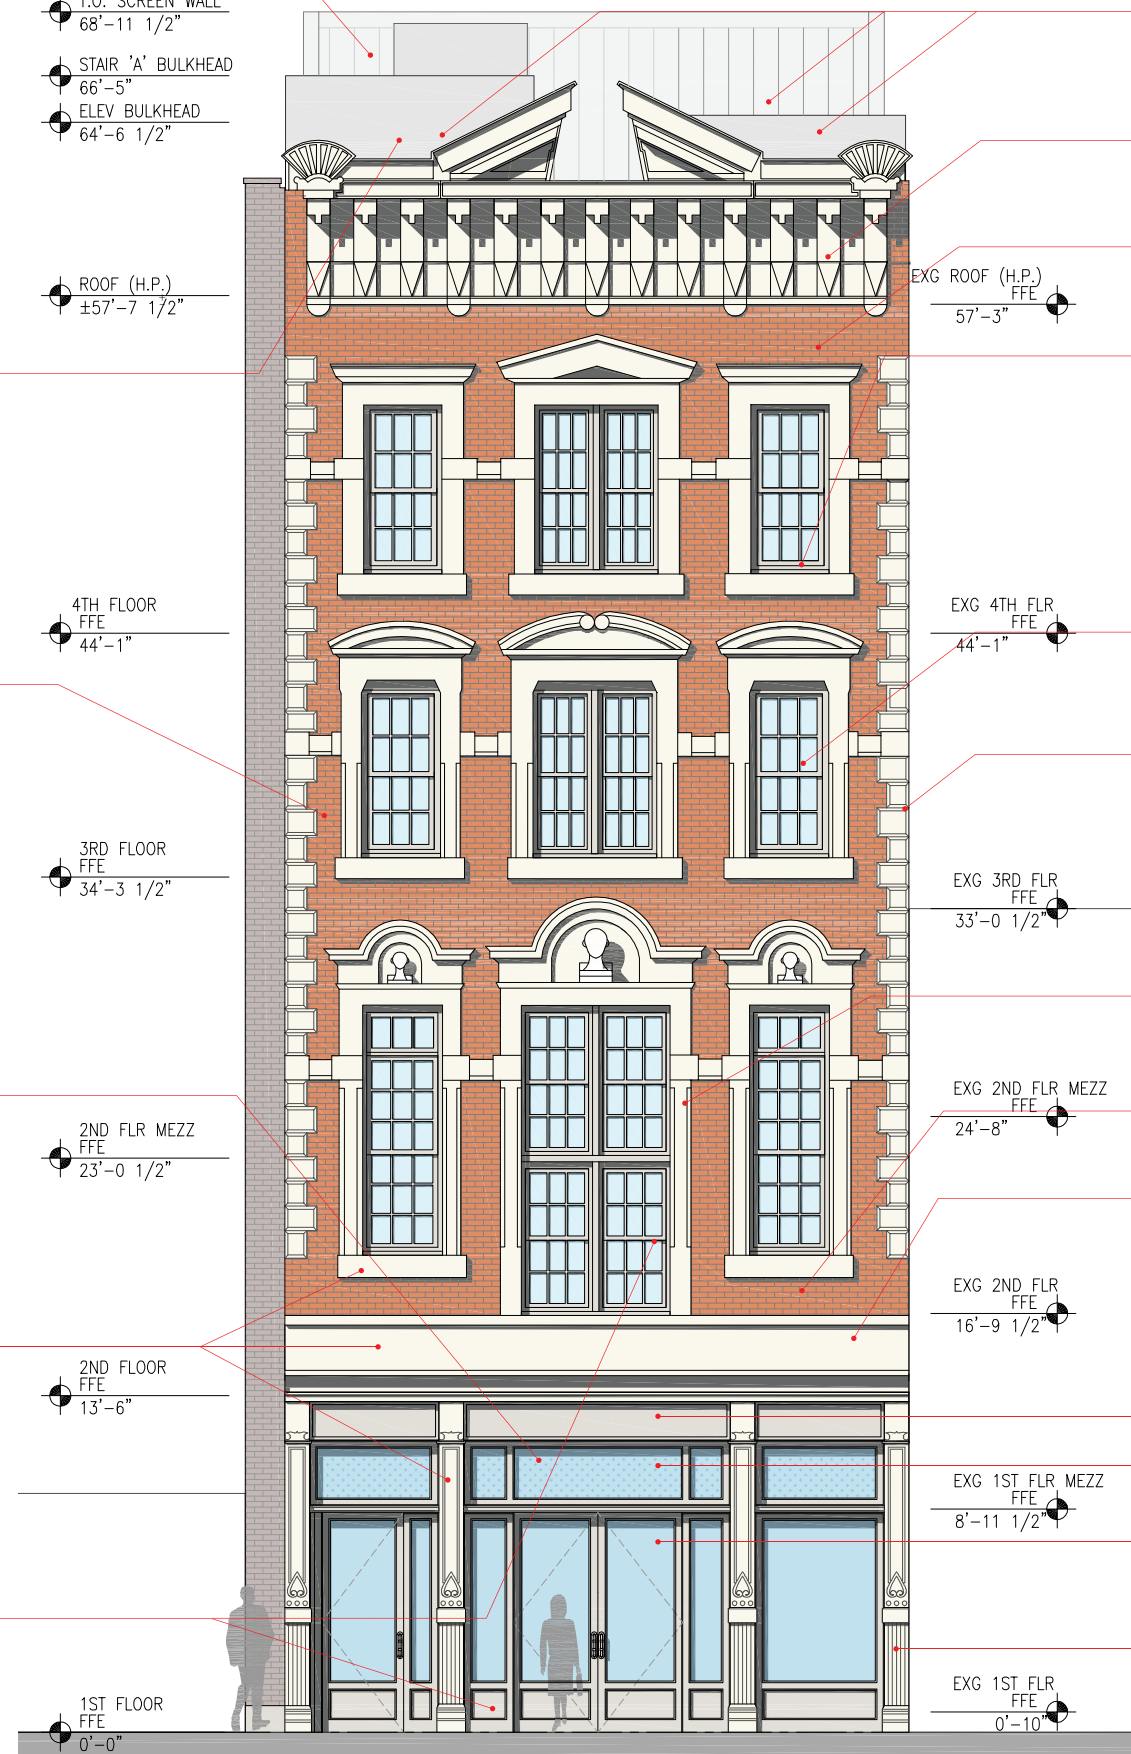 T.O. SCREEN WALL
68'-11 1/2"
STAIR 'A' BULKHEAD
66'-5"
ELEV BULKHEAD
64'-6 1/2"
ROOF (H.P.)
±57'-7 1/2"
4TH FLOOR
FFE
44'-1"
3RD FLOOR
FFE
34'-3 1/2"
2ND FLR MEZZ
FFE
23'-0 1/2"
2ND FLOOR
FFE
13'-6"
1ST FLOOR
FFE
0'-0"
EXG ROOF (H.P.)
FFE
57'-3"
EXG 4TH FLR
FFE
44'-1"
EXG 3RD FLR
FFE
33'-0 1/2"
EXG 2ND FLR MEZZ
FFE
24'-8"
EXG 2ND FLR
FFE
16'-9 1/2"
EXG 1ST FLR MEZZ
FFE
8'-11 1/2"
EXG 1ST FLR
FFE
0'-10"